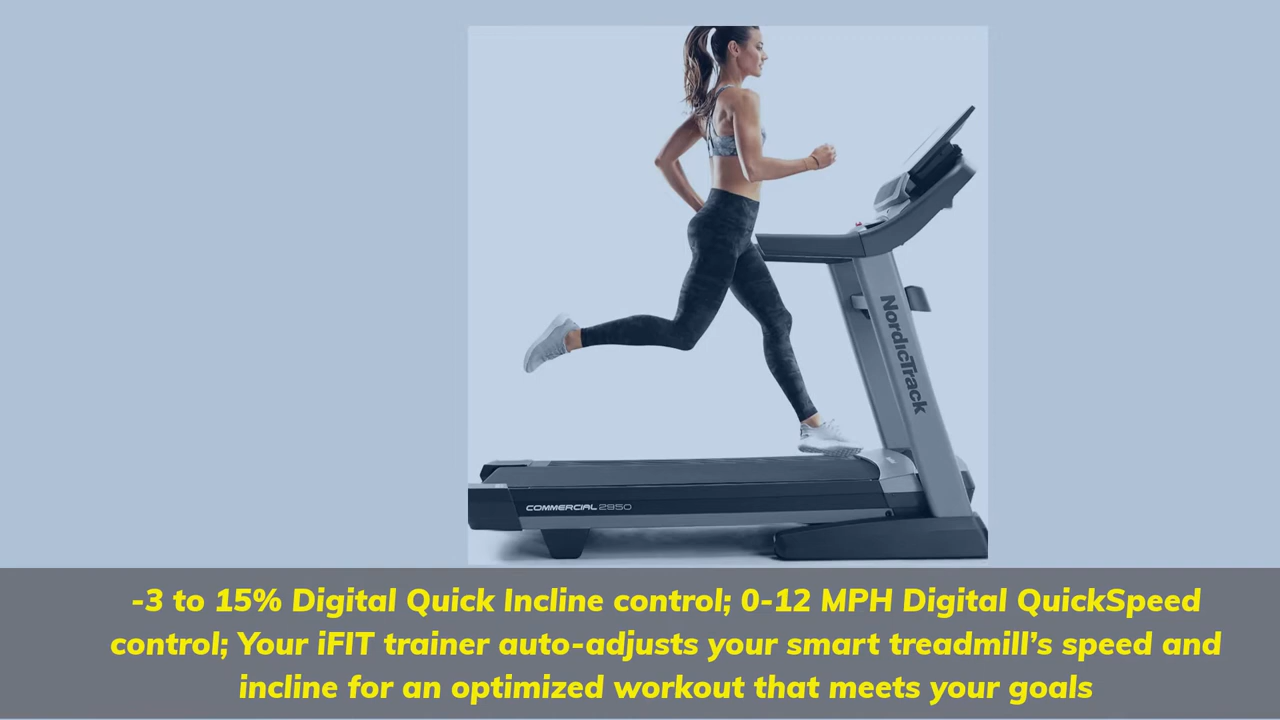 NordicTrack
COMMERCIAL 2950
-3 to 15% Digital Quick Incline control; 0-12 MPH Digital QuickSpeed
control; Your iFIT trainer auto-adjusts your smart treadmill’s speed and
incline for an optimized workout that meets your goals